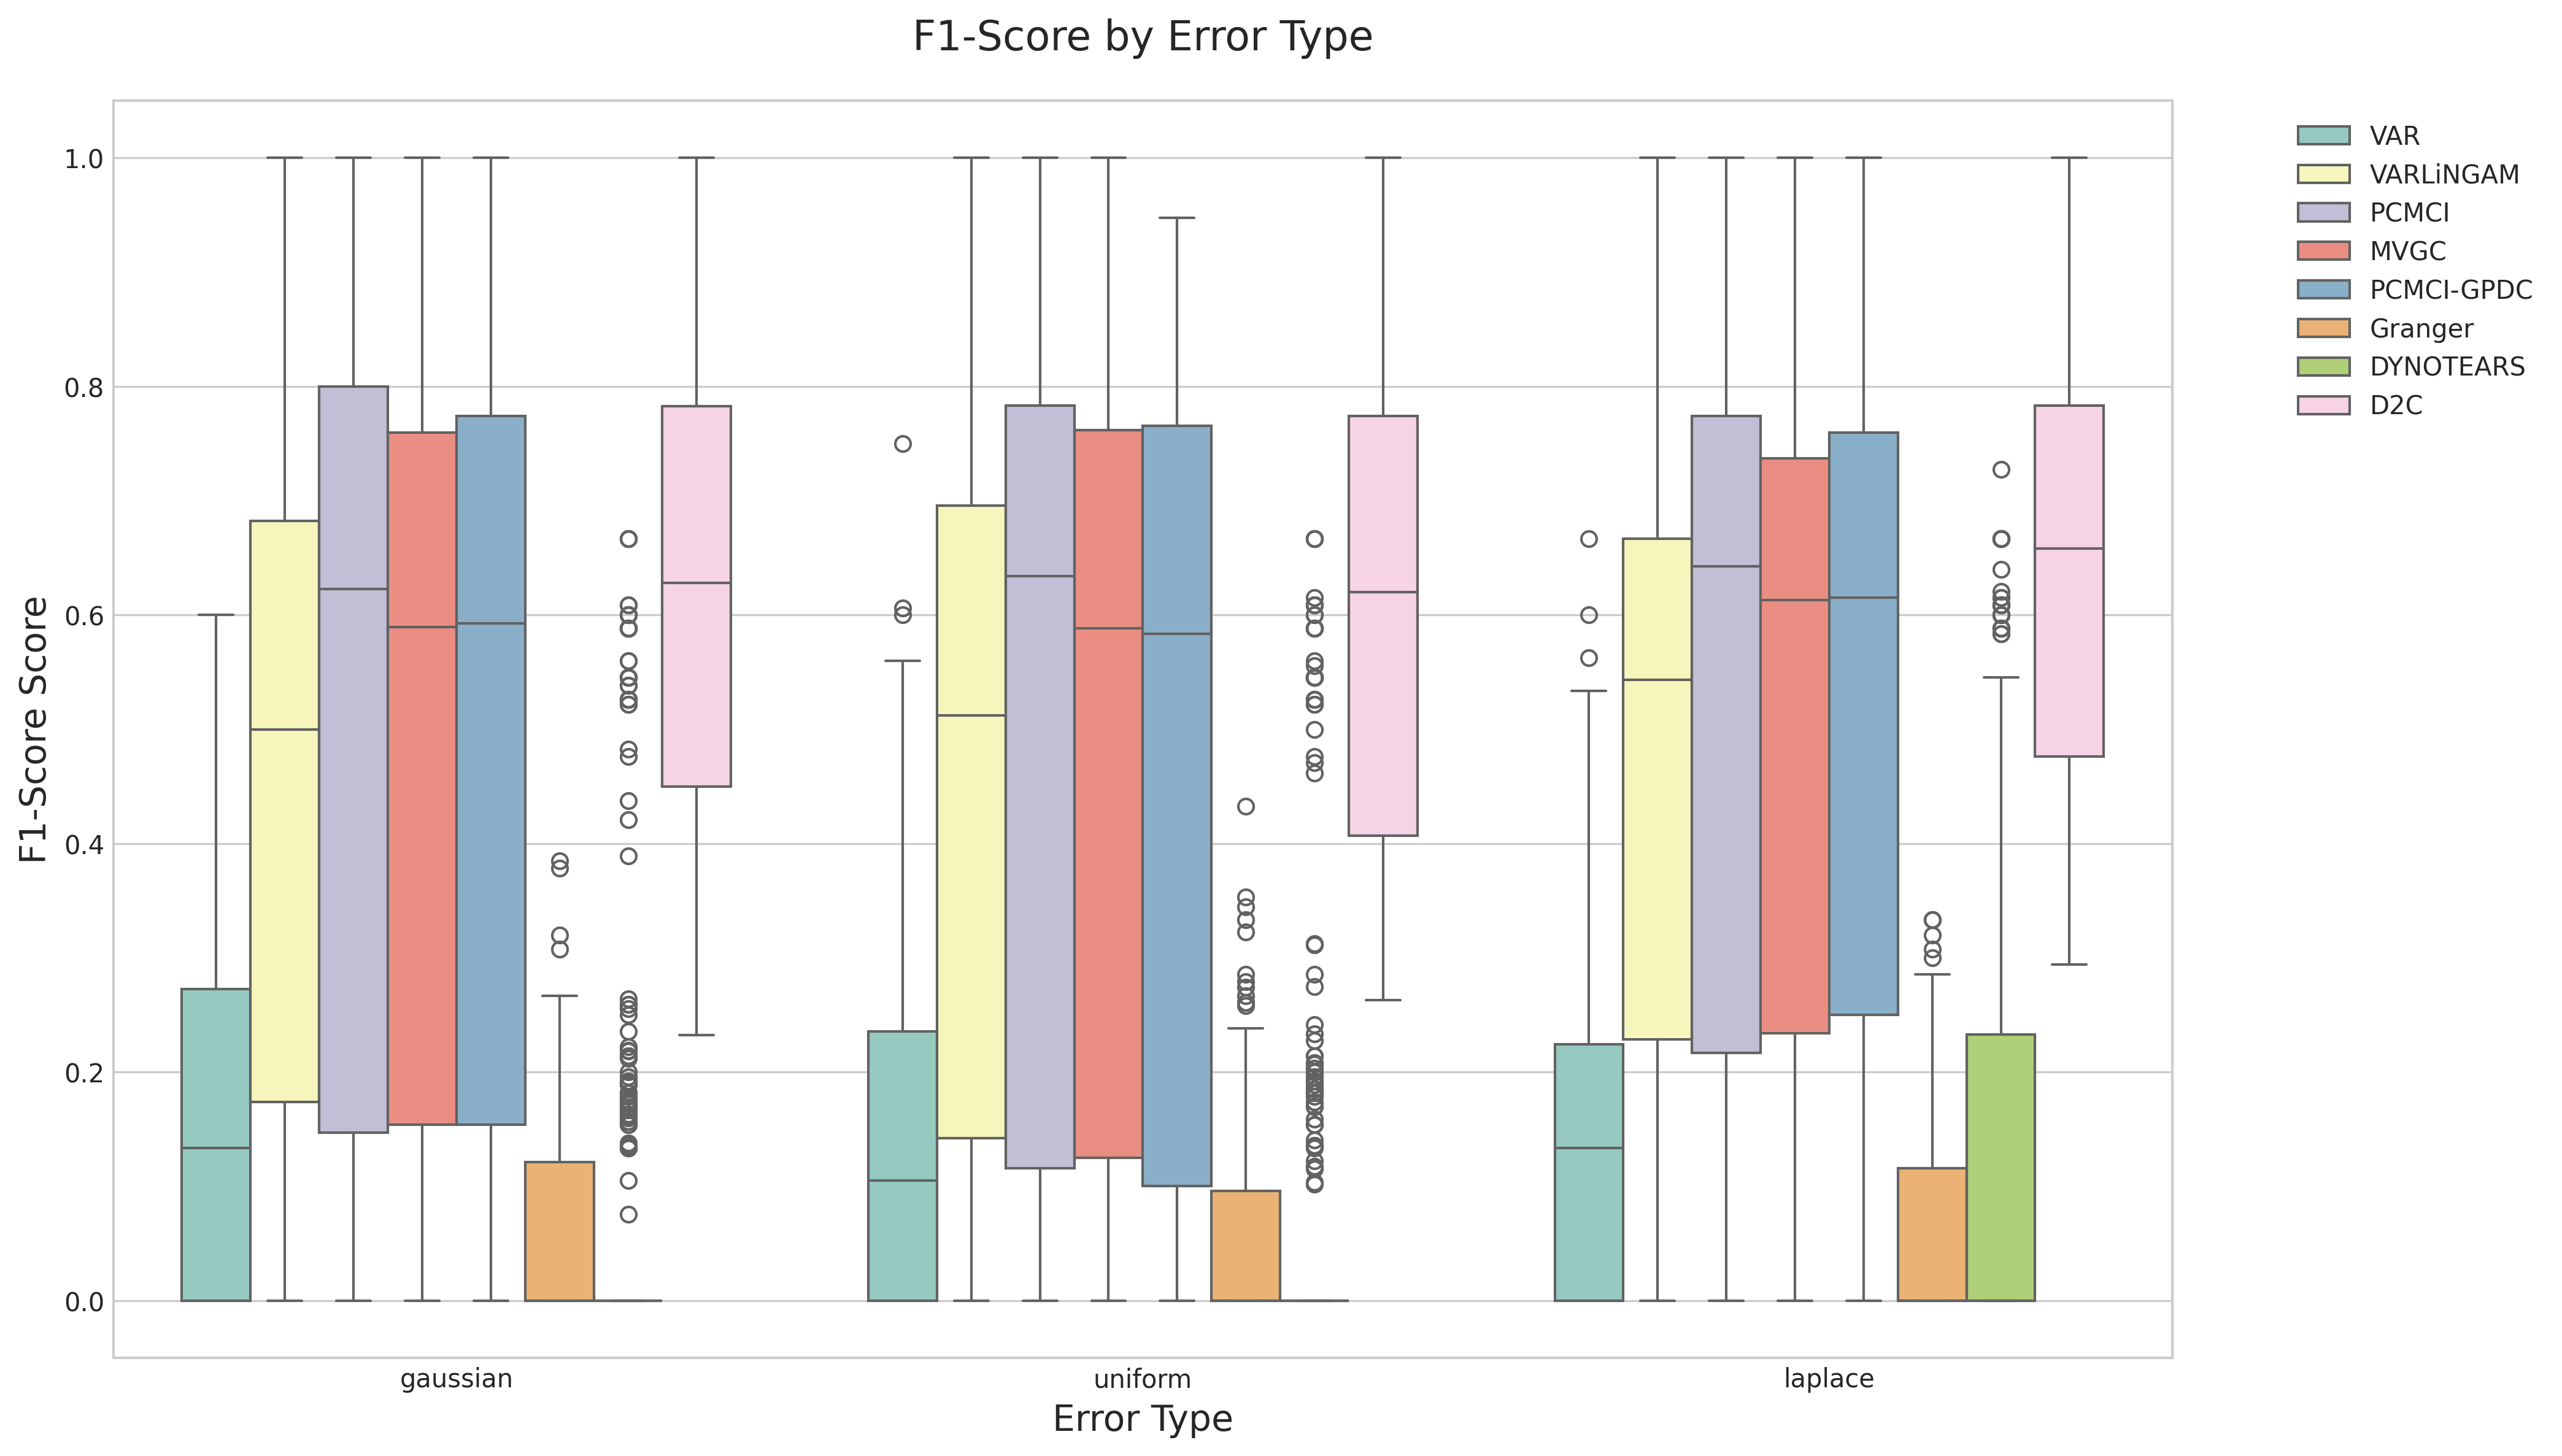 F1-Score by Error Type
F1-Score Score
1.0
0.8
0.6
0.4
0.2
0.0
gaussian
uniform
laplace
Error Type
VAR
VARLiNGAM
PCMCI
MVGC
PCMCI-GPDC
Granger
DYNOTEARS
D2C